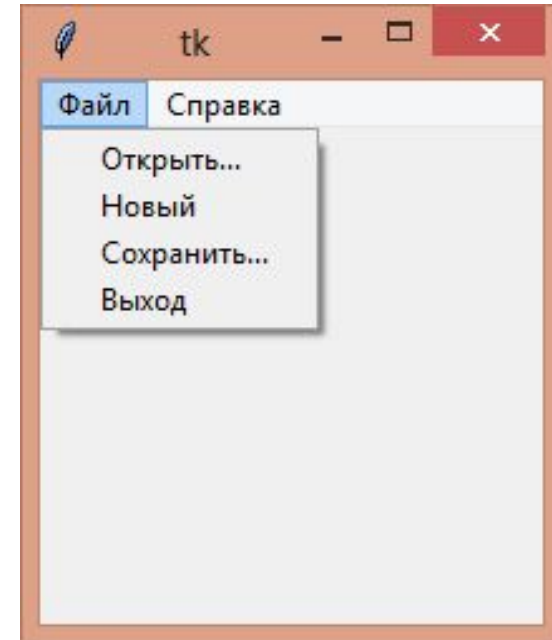 tk
Файл Справка
Открыть...
Новый
Сохранить...
Выход